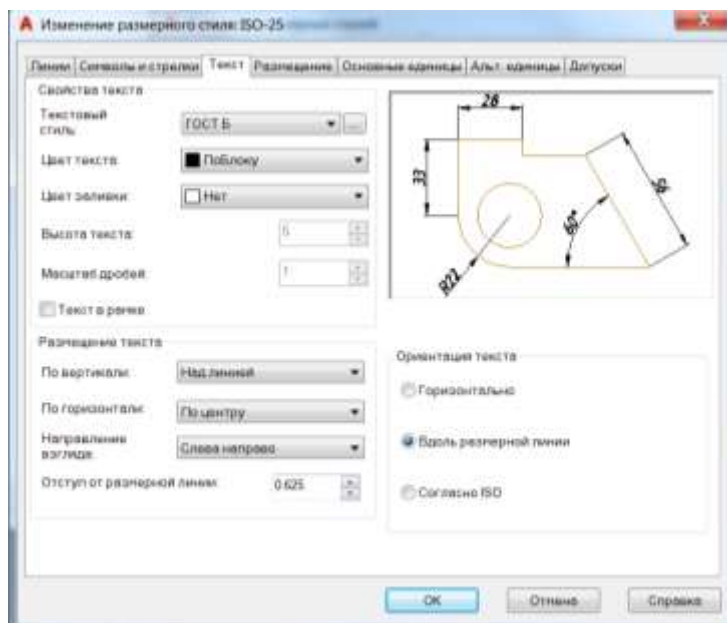 Изменение размерного стиля: ISO-25
Линии Символы и стрелки Текст Размещение Основные единицы Альт. единицы Допуски
Свойства текста
Текстовый
стиль:
ГОСТ Б
...
Цвет текста:
ПоБлоку
Цвет заливки:
Нет
Высота текста:
5
Масштаб дробей:
1
Текст в рамке
28
33
R22
60°
45
Размещение текста
По вертикали:
Над линией
По горизонтали:
По центру
Направление
взгляда:
Слева направо
Отступ от размерной линии:
0.625
Ориентация текста
Горизонтально
Вдоль размерной линии
Согласно ISO
ОК
Отмена
Справка